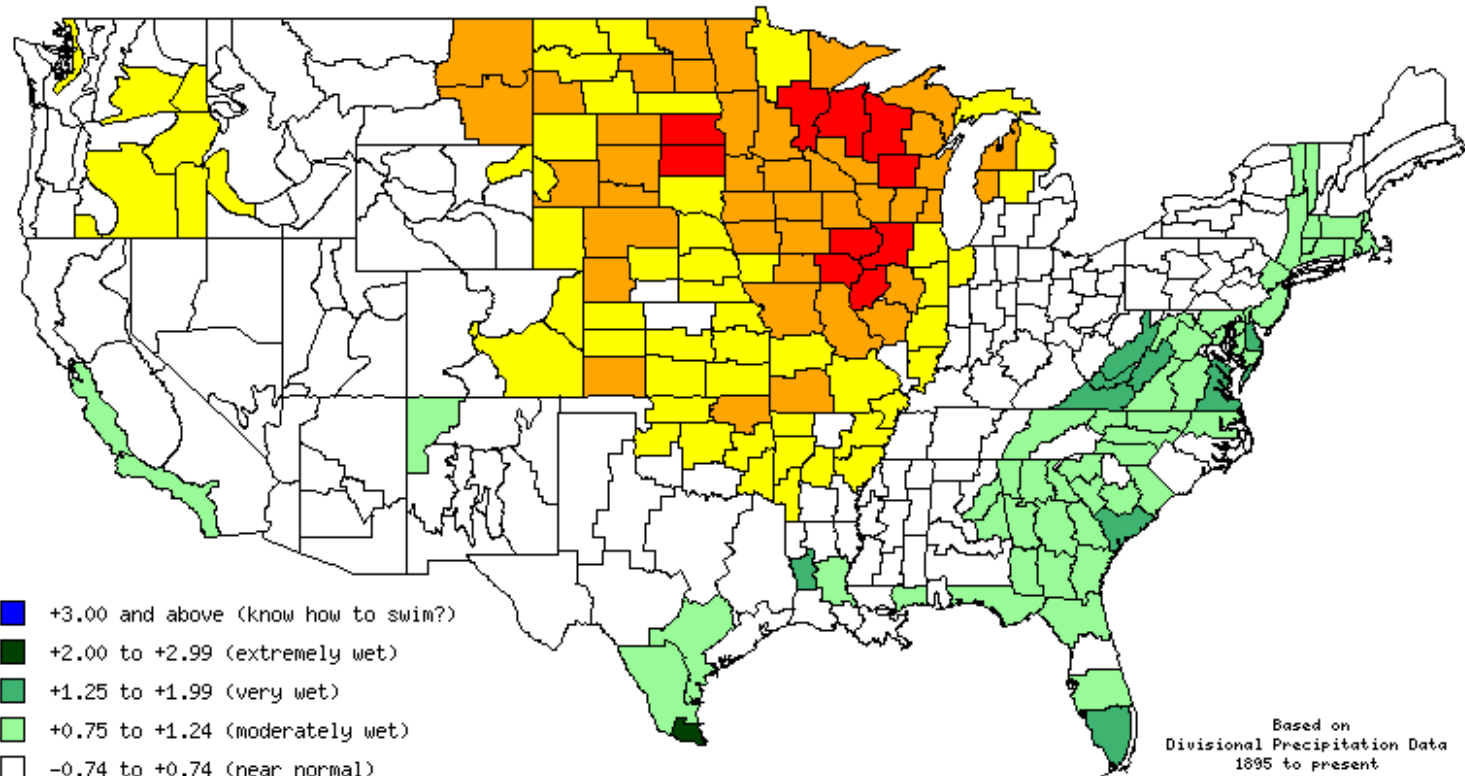 +3.00 and above (know how to swim?)
+2.00 to +2.99 (extremely wet)
+1.25 to +1.99 (very wet)
+0.75 to +1.24 (moderately wet)
-0.74 to +0.74 (near normal)
Based on
Divisional Precipitation Data
1895 to present